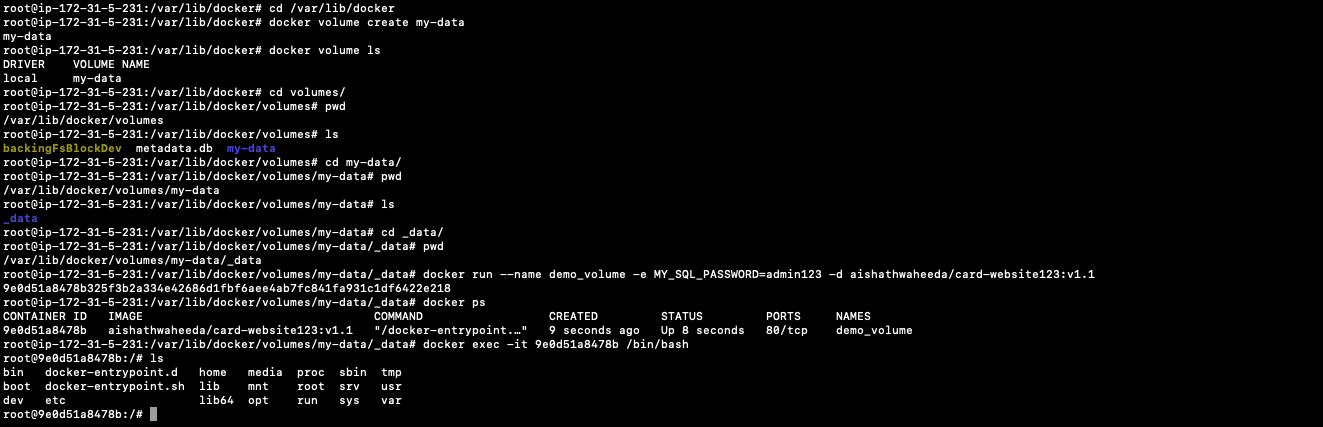 root@ip-172-31-5-231:/var/lib/docker# cd /var/lib/docker
root@ip-172-31-5-231:/var/lib/docker# docker volume create my-data
my-data
root@ip-172-31-5-231:/var/lib/docker# docker volume ls
DRIVER    VOLUME NAME
local     my-data
root@ip-172-31-5-231:/var/lib/docker# cd volumes/
root@ip-172-31-5-231:/var/lib/docker/volumes# pwd
/var/lib/docker/volumes
root@ip-172-31-5-231:/var/lib/docker/volumes# ls
backingFsBlockDev  metadata.db  my-data
root@ip-172-31-5-231:/var/lib/docker/volumes# cd my-data/
root@ip-172-31-5-231:/var/lib/docker/volumes/my-data# pwd
/var/lib/docker/volumes/my-data
root@ip-172-31-5-231:/var/lib/docker/volumes/my-data# ls
_data
root@ip-172-31-5-231:/var/lib/docker/volumes/my-data# cd _data/
root@ip-172-31-5-231:/var/lib/docker/volumes/my-data/_data# pwd
/var/lib/docker/volumes/my-data/_data
root@ip-172-31-5-231:/var/lib/docker/volumes/my-data/_data# docker run --name demo_volume -e MY_SQL_PASSWORD=admin123 -d aishathwaheeda/card-website123:v1.1
9e0d51a8478b325f3b2a334e42686d1fbf6aee4ab7fc841fa931c1df6422e218
root@ip-172-31-5-231:/var/lib/docker/volumes/my-data/_data# docker ps
CONTAINER ID   IMAGE                                 COMMAND                  CREATED         STATUS         PORTS     NAMES
9e0d51a8478b   aishathwaheeda/card-website123:v1.1   "/docker-entrypoint.…"   9 seconds ago   Up 8 seconds   80/tcp    demo_volume
root@ip-172-31-5-231:/var/lib/docker/volumes/my-data/_data# docker exec -it 9e0d51a8478b /bin/bash
root@9e0d51a8478b:/# ls
bin   docker-entrypoint.d   home   media  proc  sbin  tmp
boot  docker-entrypoint.sh  lib    mnt    root  srv   usr
dev   etc                   lib64  opt    run   sys   var
root@9e0d51a8478b:/#